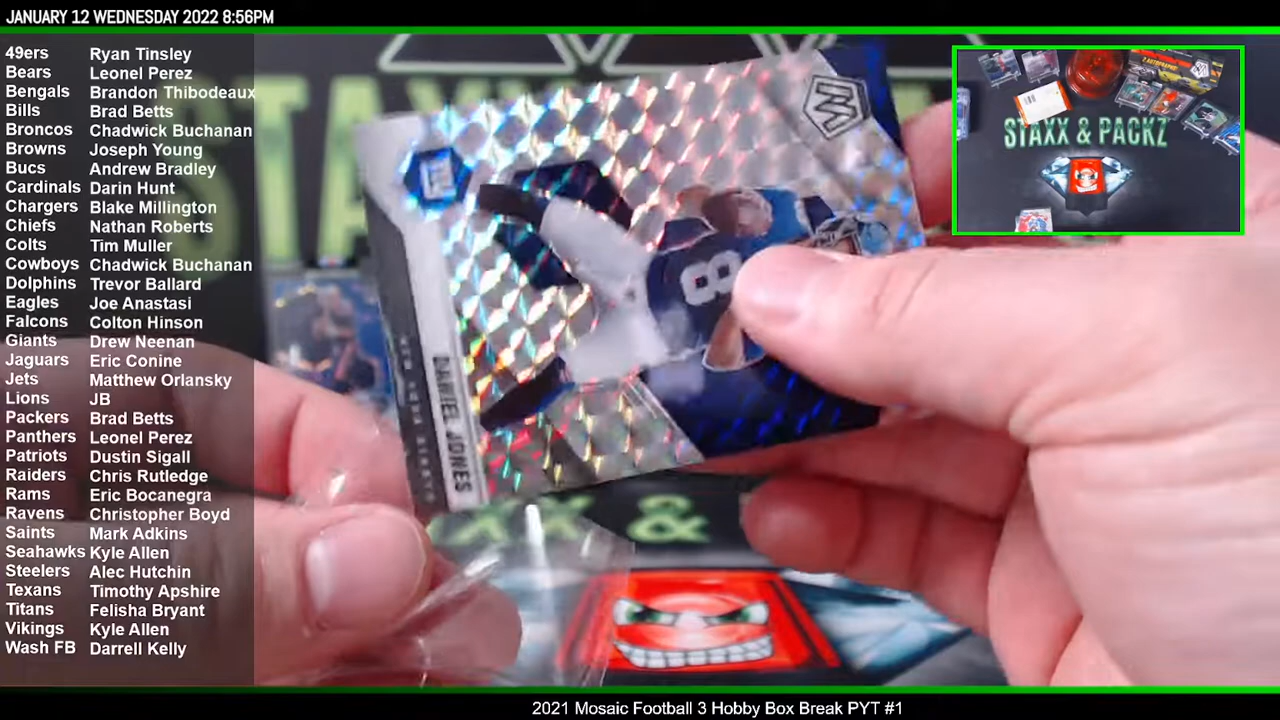 JANUARY 12 WEDNESDAY 2022 8:56PM
49ers Ryan Tinsley
Bears Leonel Perez
Bengals Brandon Thibodeaux
Bills Brad Betts
Broncos Chadwick Buchanan
Browns Joseph Young
Bucs Andrew Bradley
Cardinals Darin Hunt
Chargers Blake Millington
Chiefs Nathan Roberts
Colts Tim Muller
Cowboys Chadwick Buchanan
Dolphins Trevor Ballard
Eagles Joe Anastasi
Falcons Colton Hinson
Giants Drew Neenan
Jaguars Eric Conine
Jets Matthew Orlansky
Lions JB
Packers Brad Betts
Panthers Leonel Perez
Patriots Dustin Sigall
Raiders Chris Rutledge
Rams Eric Bocanegra
Ravens Christopher Boyd
Saints Mark Adkins
Seahawks Kyle Allen
Steelers Alec Hutchin
Texans Timothy Apshire
Titans Felisha Bryant
Vikings Kyle Allen
Wash FB Darrell Kelly
STA
8
DANIEL JONES
NEW YORK GIANTS
XX &
STAXX & PACKZ
2021 Mosaic Football 3 Hobby Box Break PYT #1